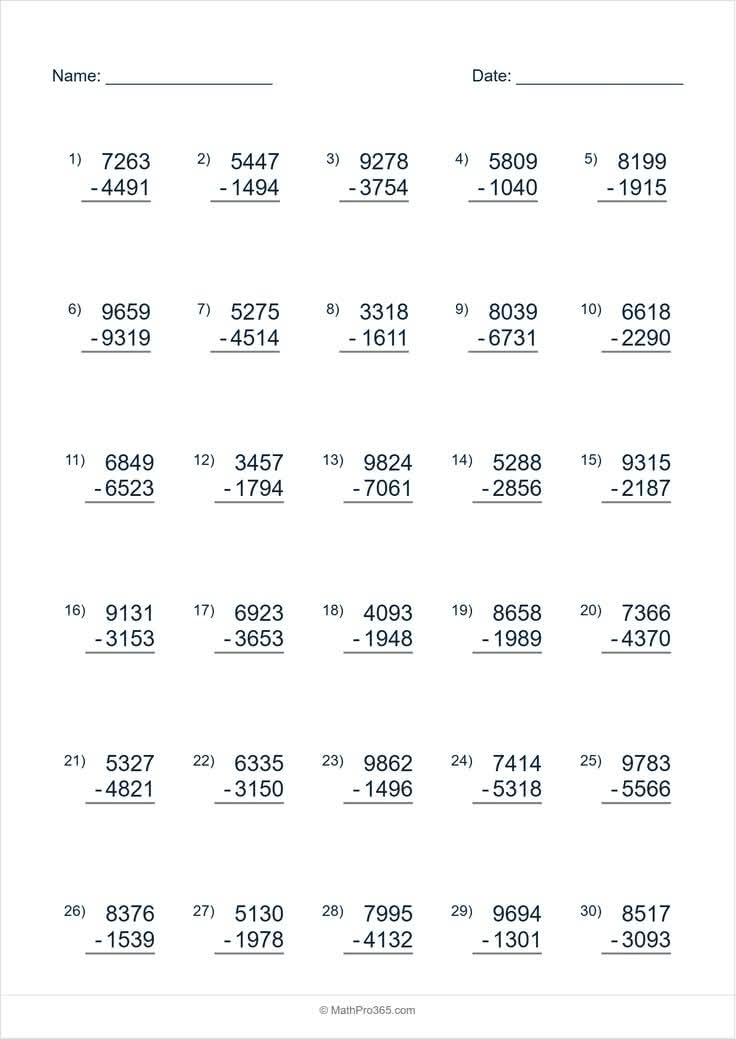 Name: __________________ Date: __________________
1) 7263 2) 5447 3) 9278 4) 5809 5) 8199
-4491 -1494 -3754 -1040 -1915
6) 9659 7) 5275 8) 3318 9) 8039 10) 6618
-9319 -4514 -1611 -6731 -2290
11) 6849 12) 3457 13) 9824 14) 5288 15) 9315
-6523 -1794 -7061 -2856 -2187
16) 9131 17) 6923 18) 4093 19) 8658 20) 7366
-3153 -3653 -1948 -1989 -4370
21) 5327 22) 6335 23) 9862 24) 7414 25) 9783
-4821 -3150 -1496 -5318 -5566
26) 8376 27) 5130 28) 7995 29) 9694 30) 8517
-1539 -1978 -4132 -1301 -3093
© MathPro365.com